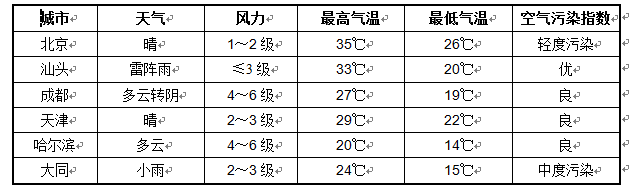 城市 天气 风力 最高气温 最低气温 空气污染指数
北京 晴 1～2 级 35℃ 26℃ 轻度污染
汕头 雷阵雨 ≤3 级 33℃ 20℃ 优
成都 多云转阴 4～6 级 27℃ 19℃ 良
天津 晴 2～3 级 29℃ 22℃ 良
哈尔滨 多云 4～6 级 20℃ 14℃ 良
大同 小雨 2～3 级 24℃ 15℃ 中度污染